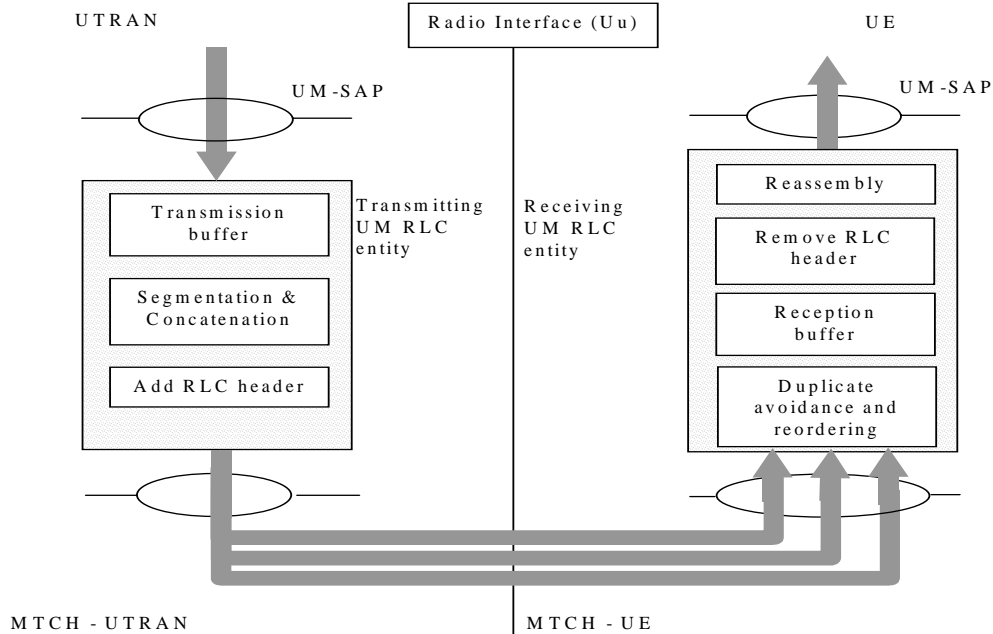 UTRAN
Radio Interface (Uu)
UE
UM-SAP
UM-SAP
Transmission
buffer
Segmentation &
Concatenation
Add RLC header
Transmitting
UM RLC
entity
Receiving
UM RLC
entity
Reassembly
Remove RLC
header
Reception
buffer
Duplicate
avoidance and
reordering
MTCH - UTRAN
MTCH - UE